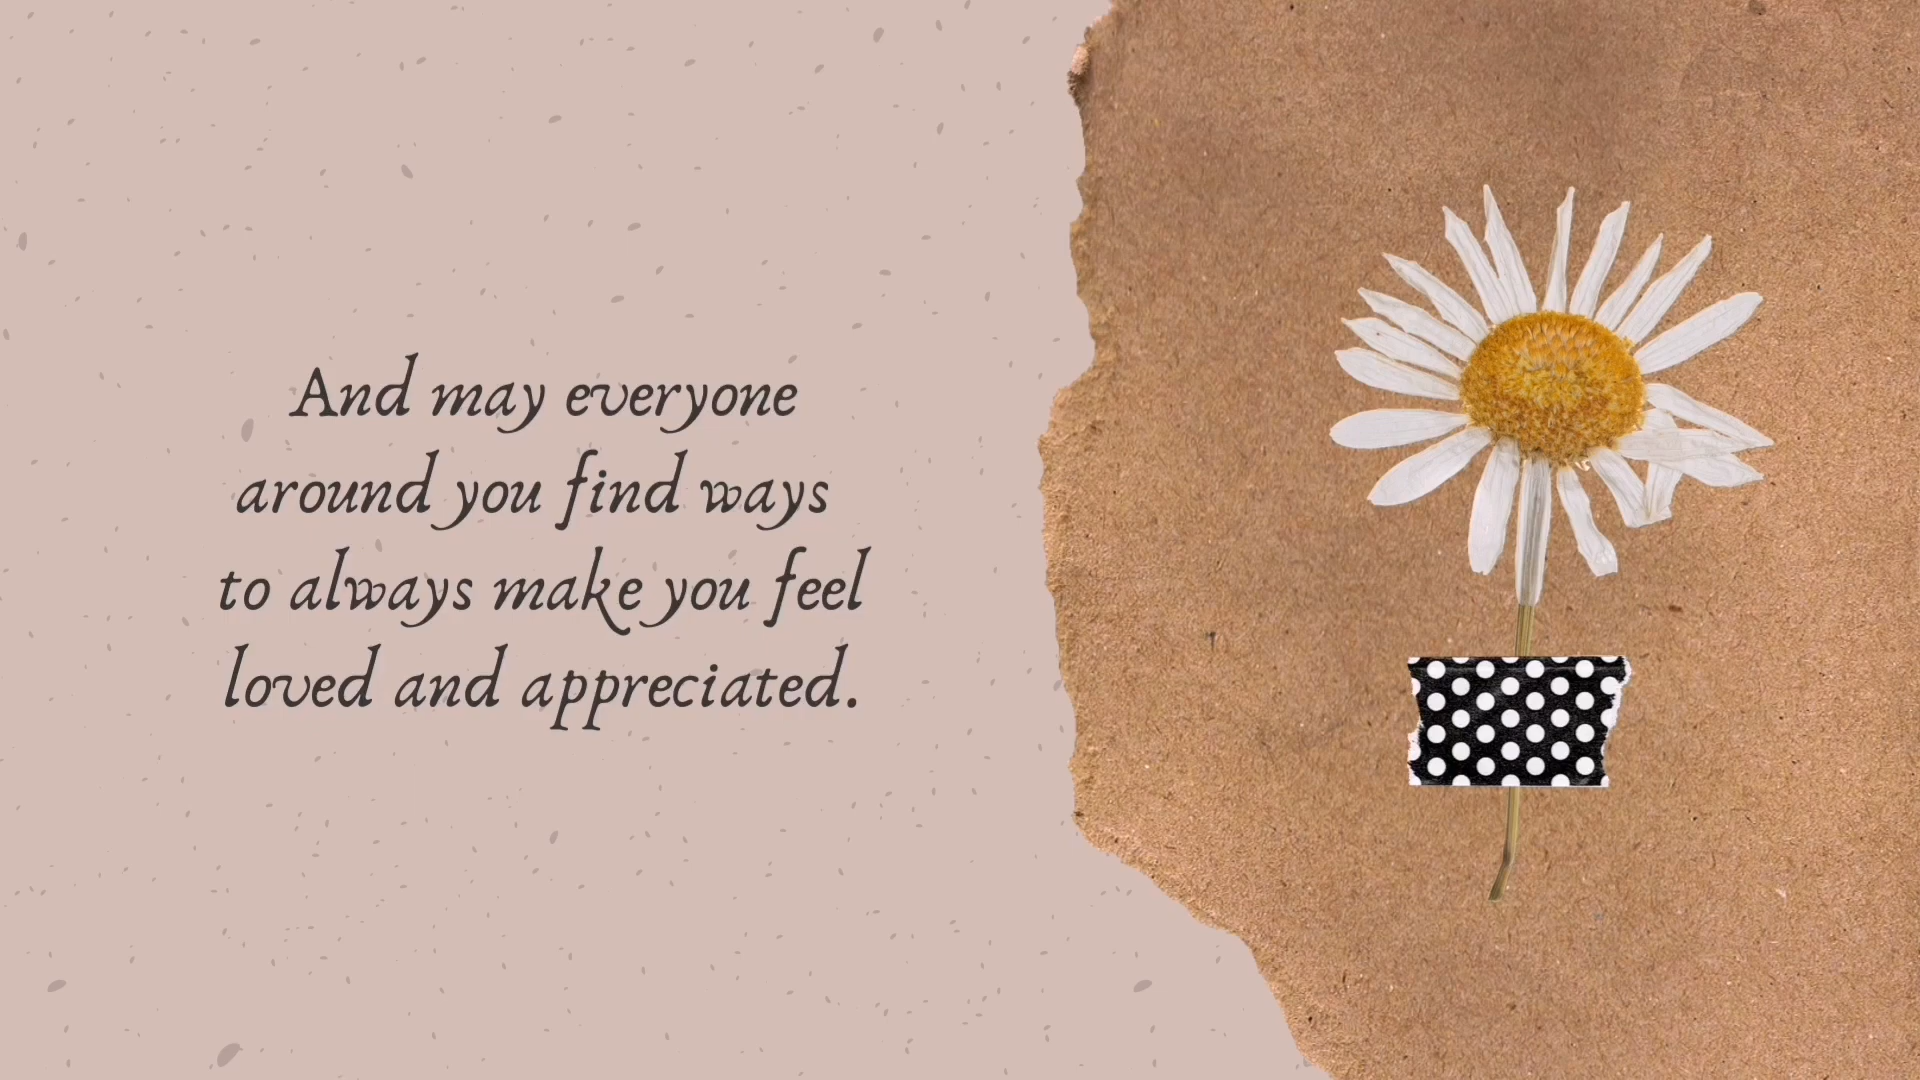 And may everyone
around you find ways
to always make you feel
loved and appreciated.